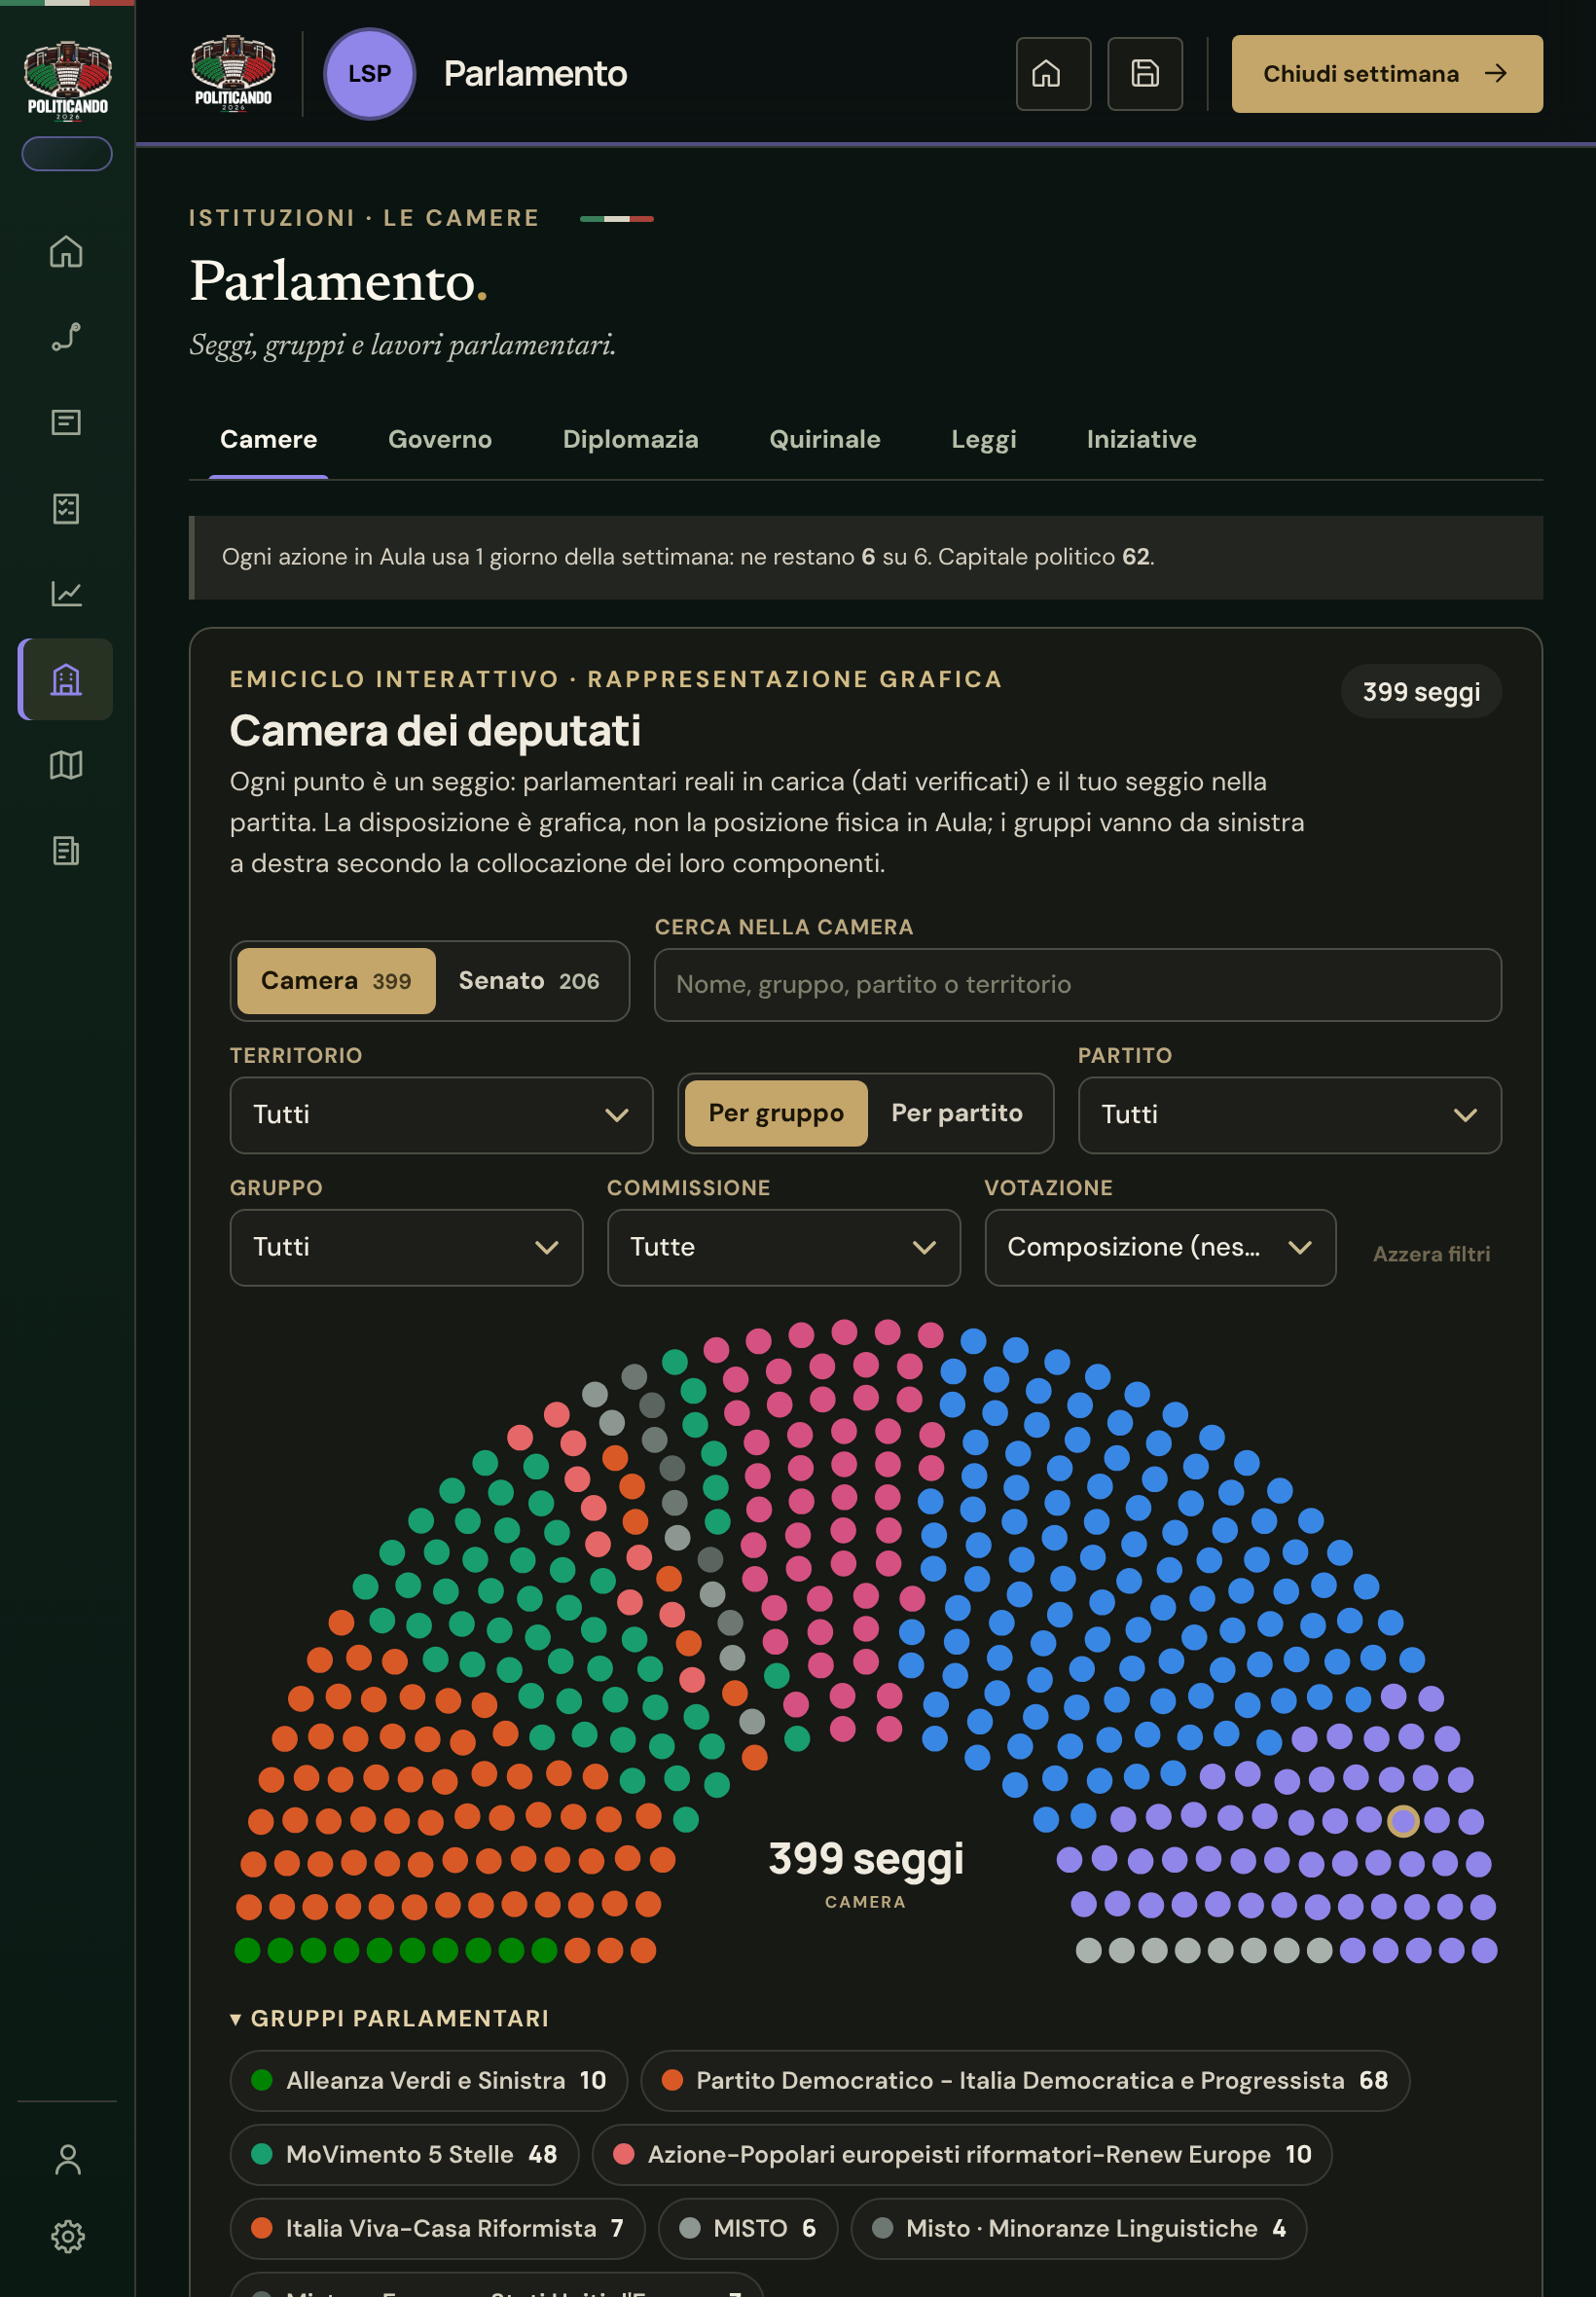 POLITICANDO
2026
POLITICANDO
2026
LSP
Parlamento
Chiudi settimana
ISTITUZIONI · LE CAMERE
Parlamento.
Seggi, gruppi e lavori parlamentari.
Camere
Governo
Diplomazia
Quirinale
Leggi
Iniziative
Ogni azione in Aula usa 1 giorno della settimana: ne restano 6 su 6. Capitale politico 62.
EMICICLO INTERATTIVO · RAPPRESENTAZIONE GRAFICA
399 seggi
Camera dei deputati
Ogni punto è un seggio: parlamentari reali in carica (dati verificati) e il tuo seggio nella
partita. La disposizione è grafica, non la posizione fisica in Aula; i gruppi vanno da sinistra
a destra secondo la collocazione dei loro componenti.
CERCA NELLA CAMERA
Camera 399
Senato 206
Nome, gruppo, partito o territorio
TERRITORIO
PARTITO
Tutti
Per gruppo
Per partito
Tutti
GRUPPO
COMMISSIONE
VOTAZIONE
Tutti
Tutte
Composizione (nes...
Azzera filtri
399 seggi
CAMERA
▾ GRUPPI PARLAMENTARI
Alleanza Verdi e Sinistra 10
Partito Democratico - Italia Democratica e Progressista 68
MoVimento 5 Stelle 48
Azione-Popolari europeisti riformatori-Renew Europe 10
Italia Viva-Casa Riformista 7
MISTO 6
Misto · Minoranze Linguistiche 4